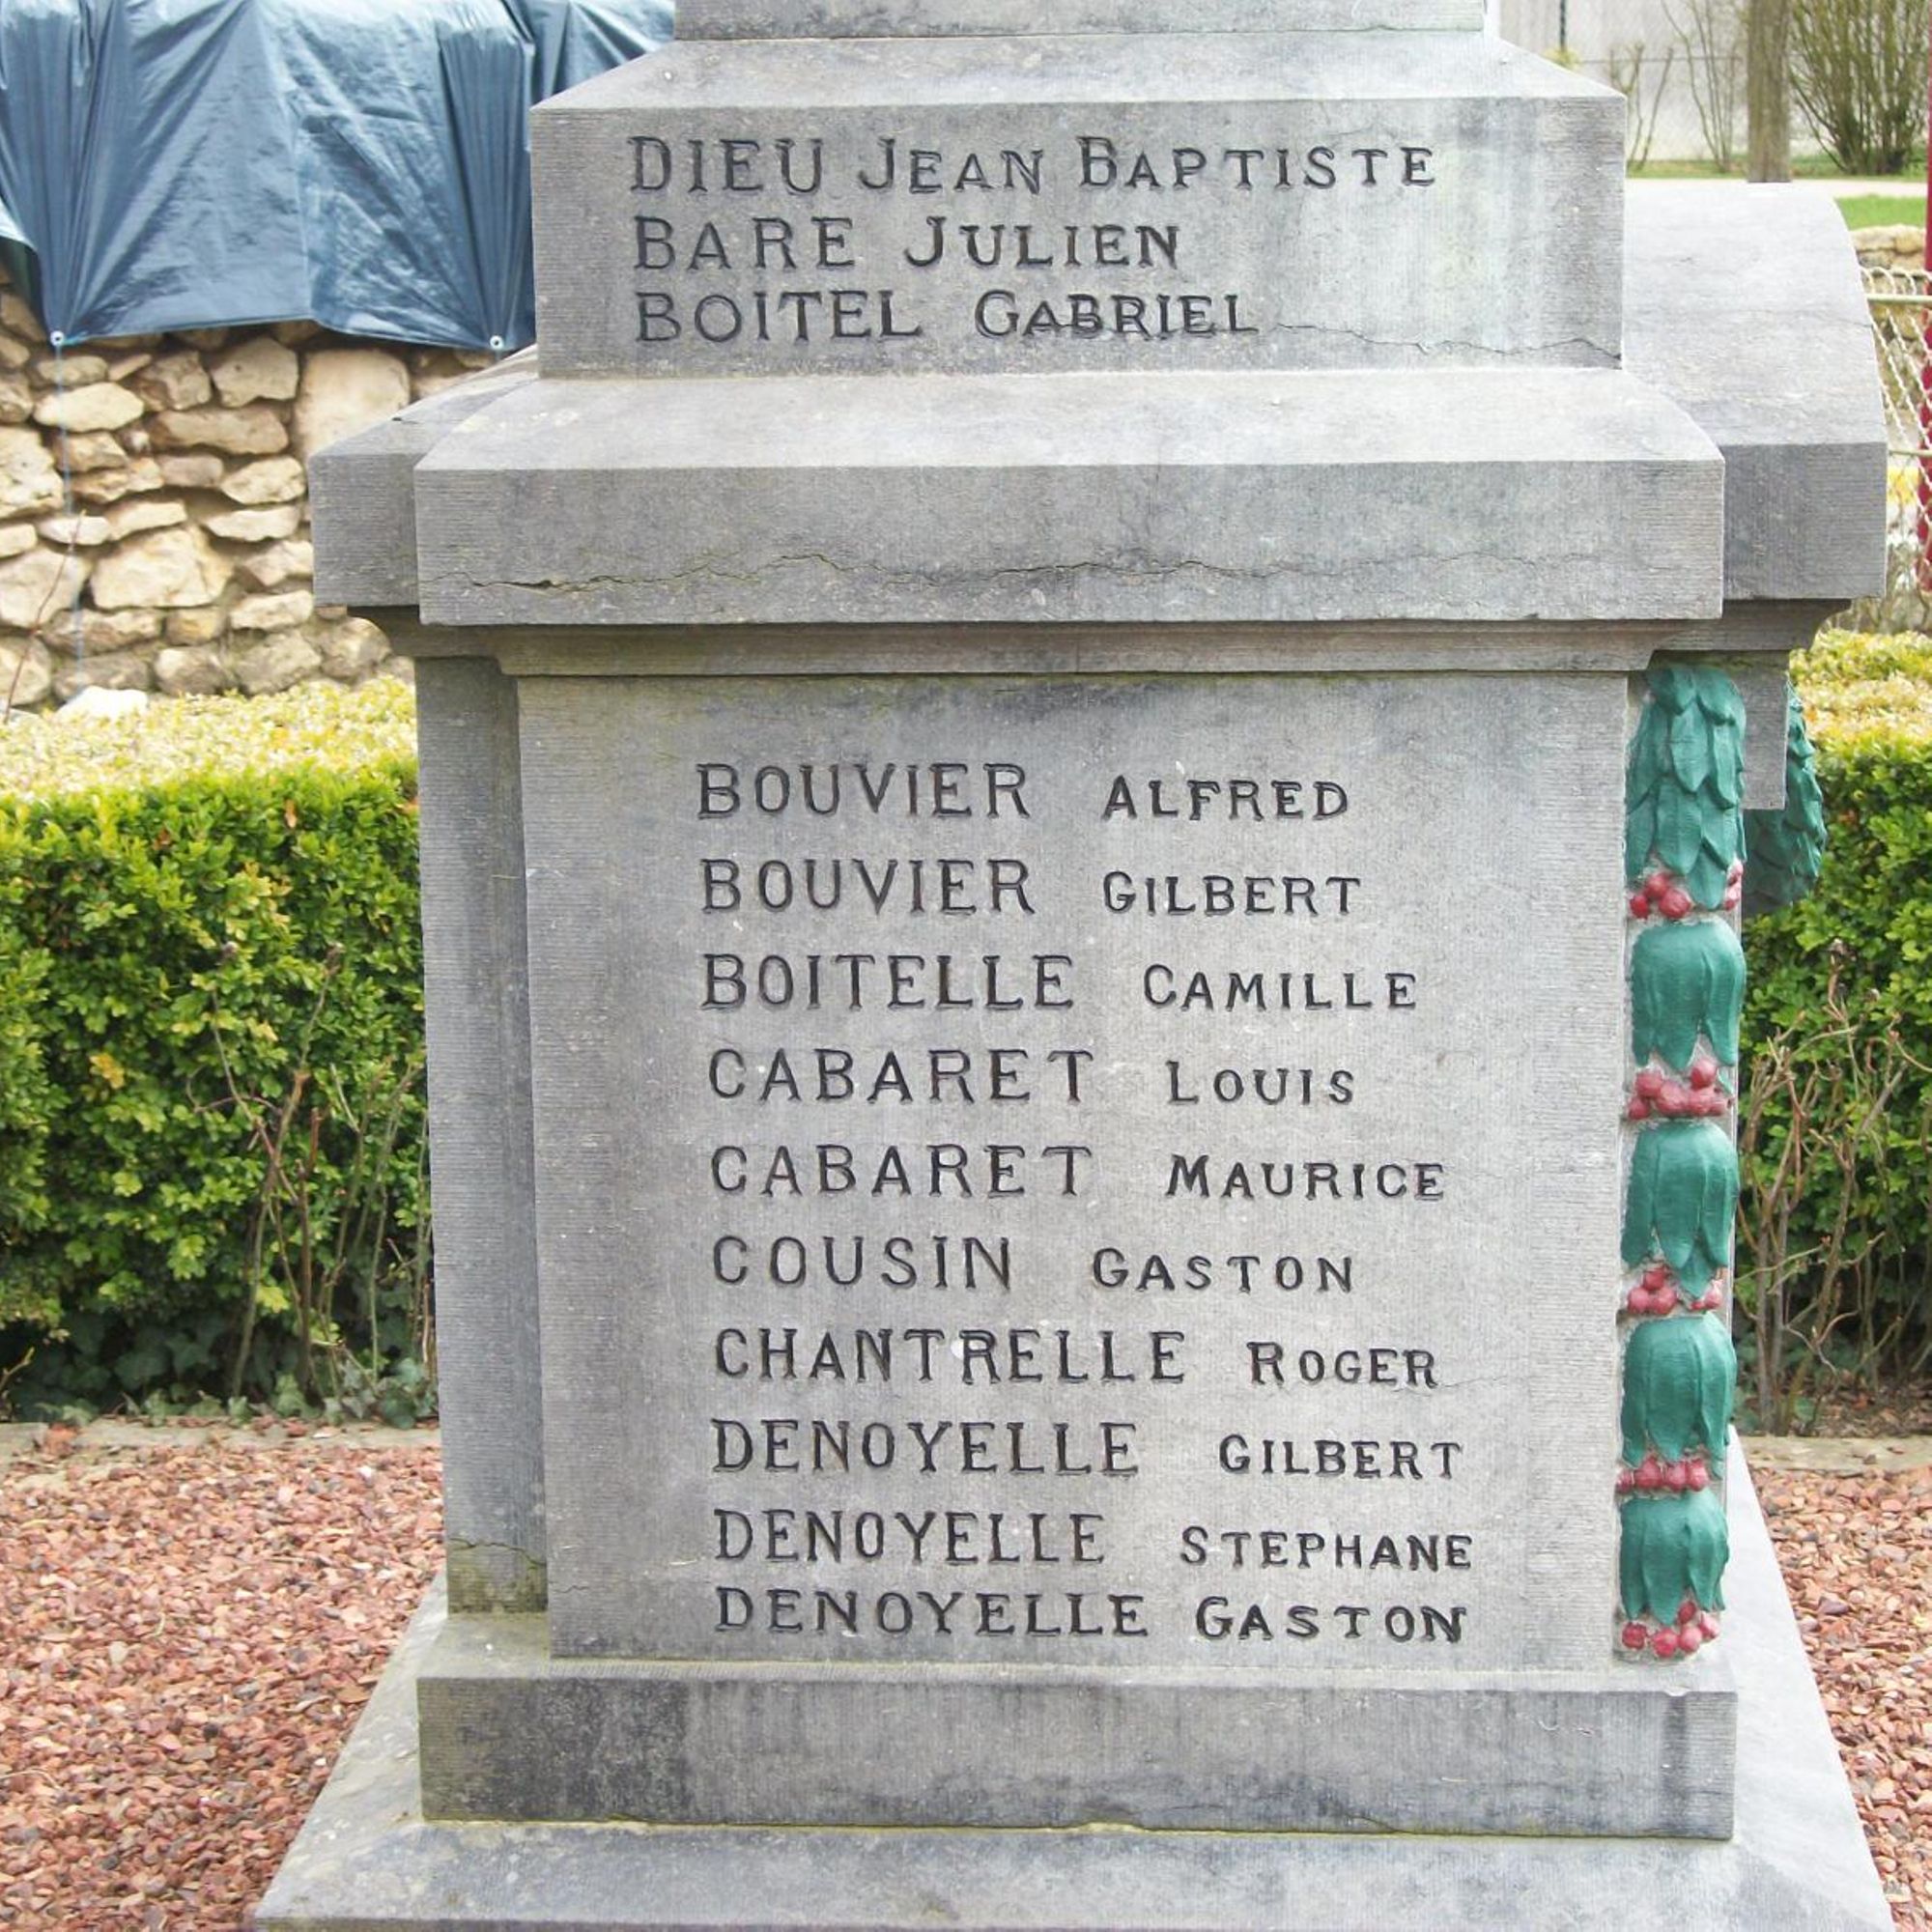 DIEU JEAN BAPTISTE
BARE JULIEN
BOITEL GABRIEL
BOUVIER ALFRED
BOUVIER GILBERT
BOITELLE CAMILLE
CABARET LOUIS
CABARET MAURICE
COUSIN GASTON
CHANTRELLE ROGER
DENOYELLE GILBERT
DENOYELLE STEPHANE
DENOYELLE GASTON